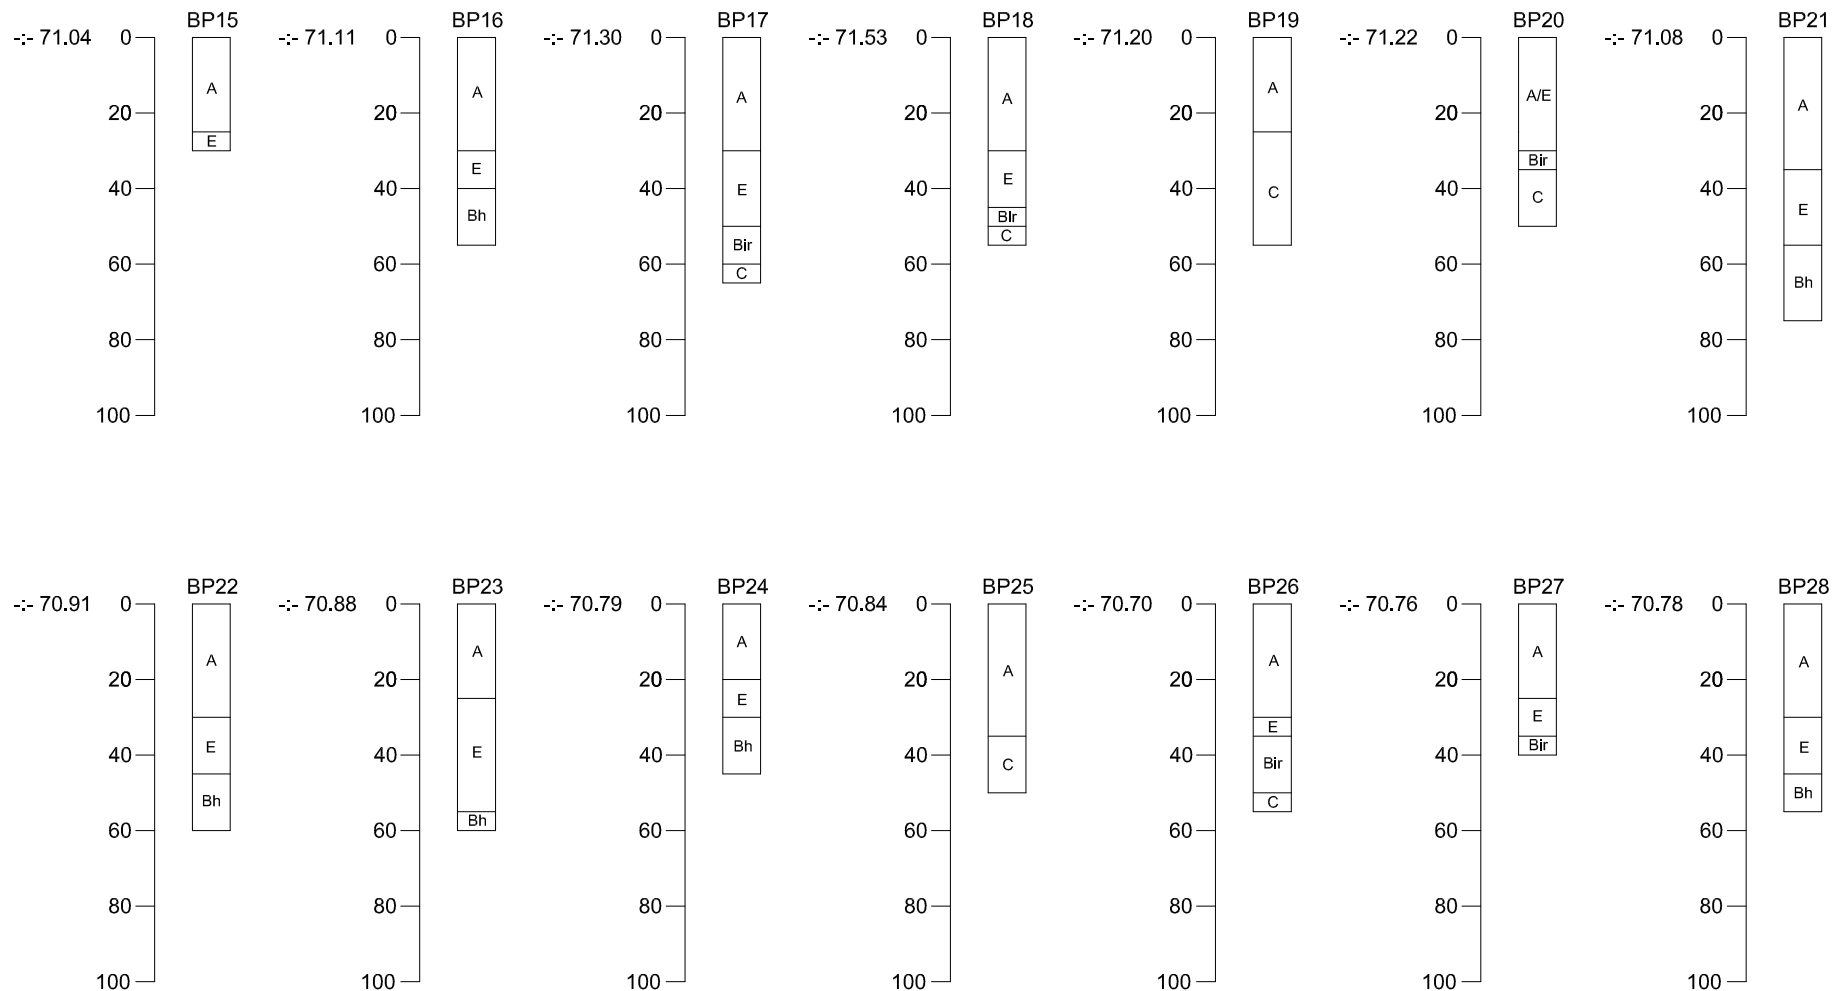 BP15 BP16 BP17 BP18 BP19 BP20 BP21
-:- 71.04 0 -:- 71.11 0 -:- 71.30 0 -:- 71.53 0 -:- 71.20 0 -:- 71.22 0 -:- 71.08 0
A A A A A A/E A
20 20 20 20 20 20 20
E Bir
E E E C E
40 40 40 40 40 C 40
Bh Bir BIr Bh
C
60 60 C 60 60 60 60 60
80 80 80 80 80 80 80
100 100 100 100 100 100 100
BP22 BP23 BP24 BP25 BP26 BP27 BP28
-:- 70.91 0 -:- 70.88 0 -:- 70.79 0 -:- 70.84 0 -:- 70.70 0 -:- 70.76 0 -:- 70.78 0
A A A A A A A
20 20 20 20 20 20 20
E E E
E E Bh Bir E
40 40 40 C 40 Bir 40 40 40
Bh Bh C Bh
60 60 60 60 60 60 60
80 80 80 80 80 80 80
100 100 100 100 100 100 100